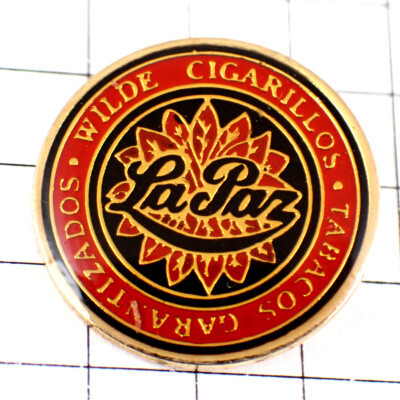 WILDE CIGARILLOS · TABACOS GARANTIZADOS ·
La Paz